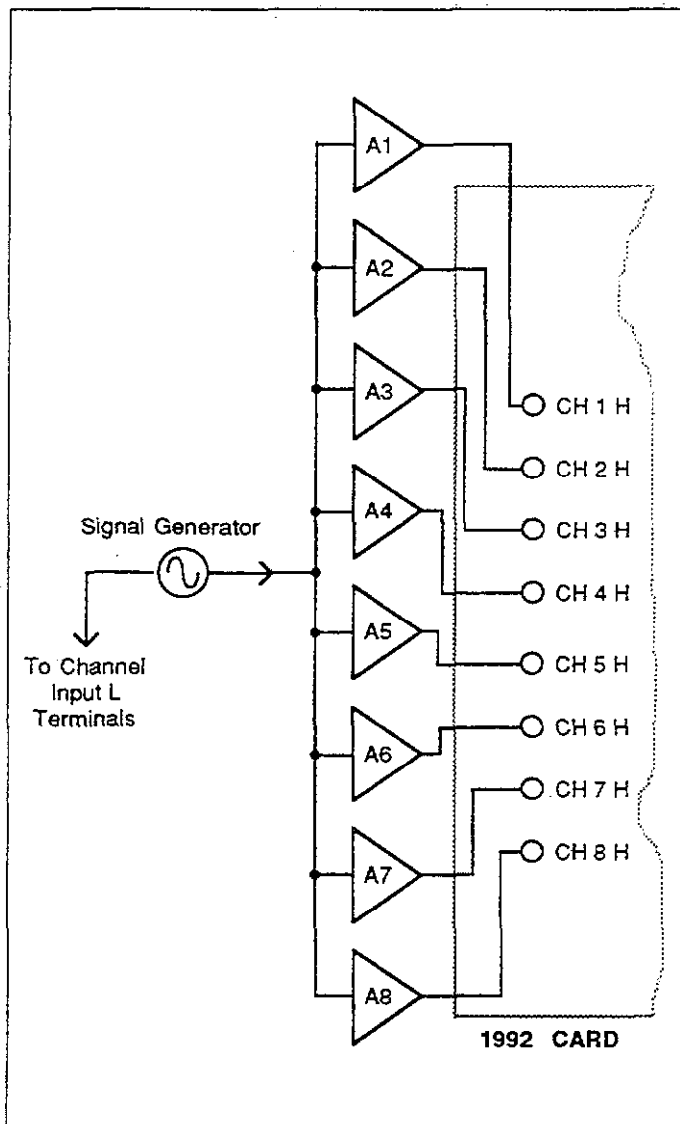 A1
A2
A3
CH 1 H
CH 2 H
A4
CH 3 H
Signal Generator
CH 4 H
A5
CH 5 H
To Channel
Input L
Terminals
A6
CH 6 H
CH 7 H
A7
CH 8 H
A8
1992 CARD